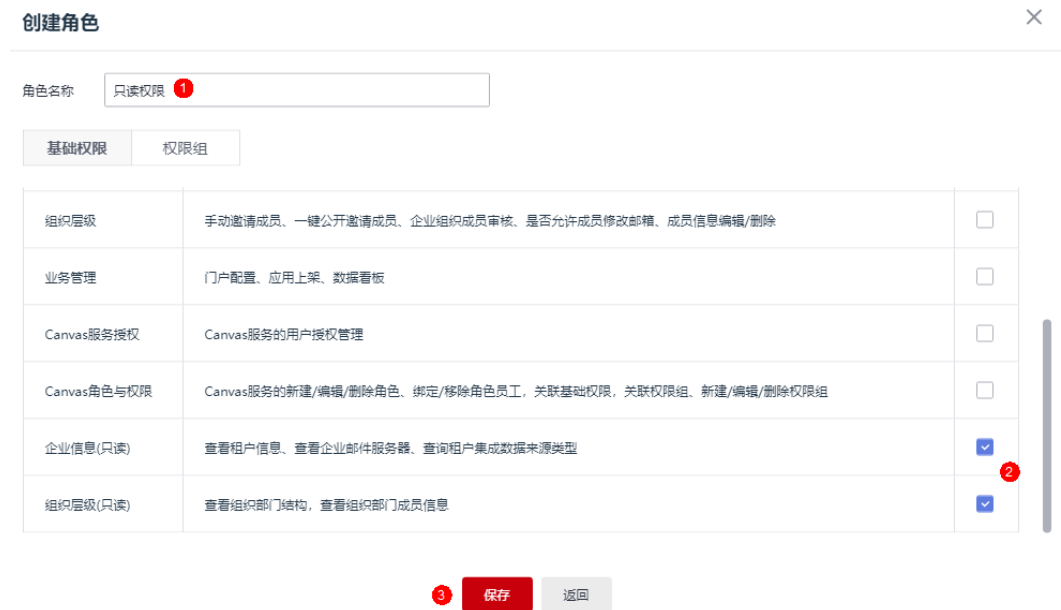 创建角色
角色名称 只读权限 1
基础权限 权限组
组织层级 手动邀请成员、一键公开邀请成员、企业组织成员审核、是否允许成员修改邮箱、成员信息编辑/删除
业务管理 门户配置、应用上架、数据看板
Canvas服务授权 Canvas服务的用户授权管理
Canvas角色与权限 Canvas服务的新建/编辑/删除角色、绑定/移除角色员工，关联基础权限，关联权限组、新建/编辑/删除权限组
企业信息(只读) 查看租户信息、查看企业邮件服务器、查询租户集成数据来源类型
2
组织层级(只读) 查看组织部门结构，查看组织部门成员信息
3 保存 返回